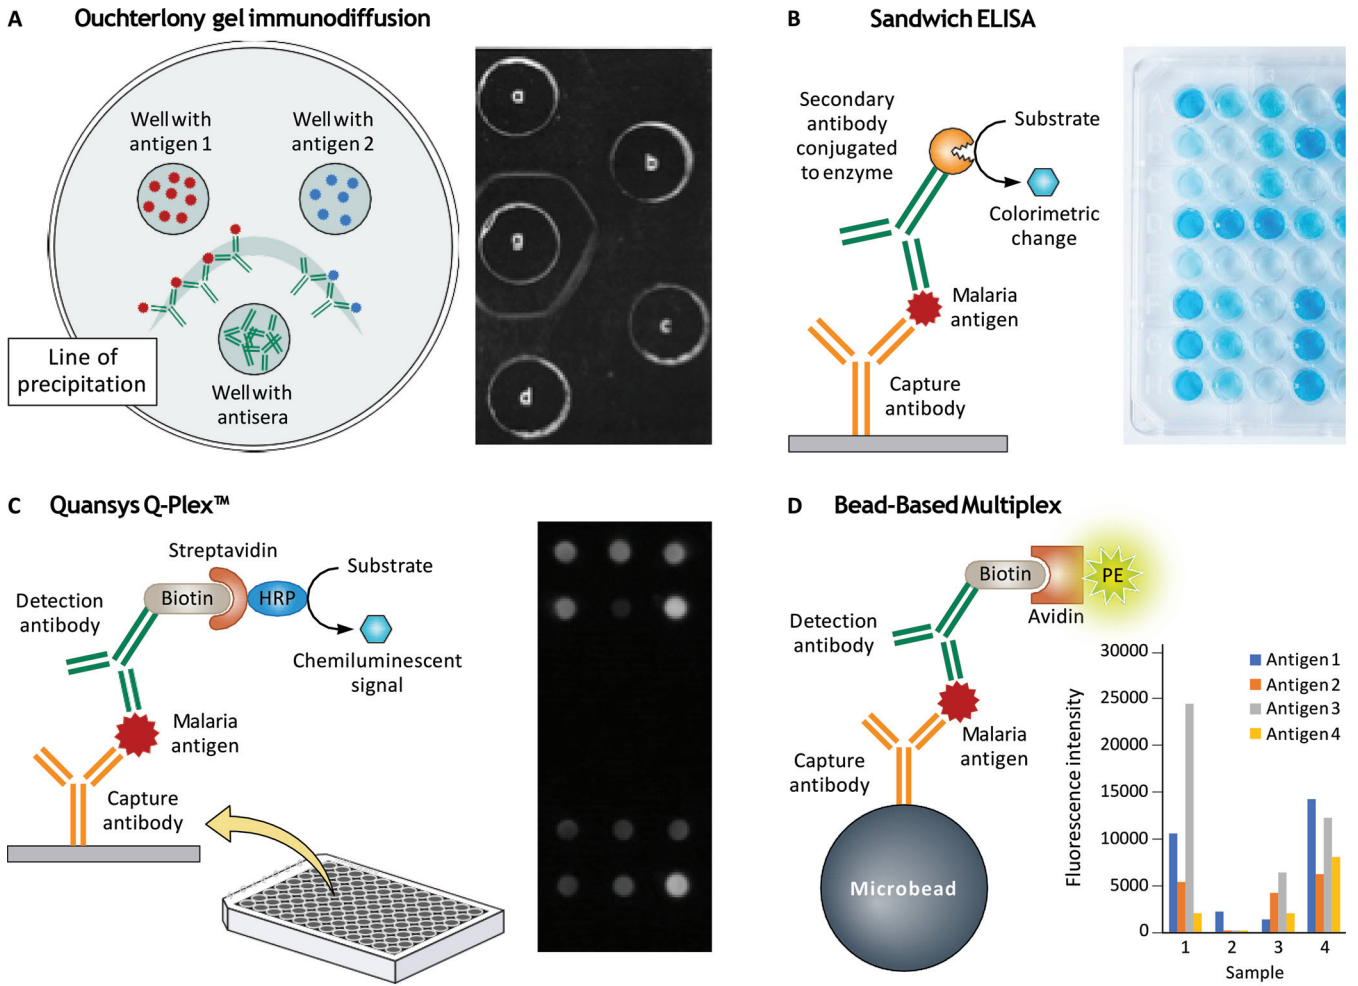 A Ouchterlony gel immunodiffusion
Well with
antigen 1
Well with
antigen 2
Line of
precipitation
Well with
antisera
a
b
g
c
d
B Sandwich ELISA
Secondary
antibody
conjugated
to enzyme
Substrate
Colorimetric
change
Malaria
antigen
Capture
antibody
C Quansys Q-Plex™
Streptavidin
Biotin
HRP
Substrate
Detection
antibody
Chemiluminescent
signal
Malaria
antigen
Capture
antibody
D Bead-Based Multiplex
Biotin
PE
Avidin
Detection
antibody
Malaria
antigen
Capture
antibody
Microbead
Fluorescence intensity
30000
25000
20000
15000
10000
5000
0
Antigen 1
Antigen 2
Antigen 3
Antigen 4
1 2 3 4
Sample